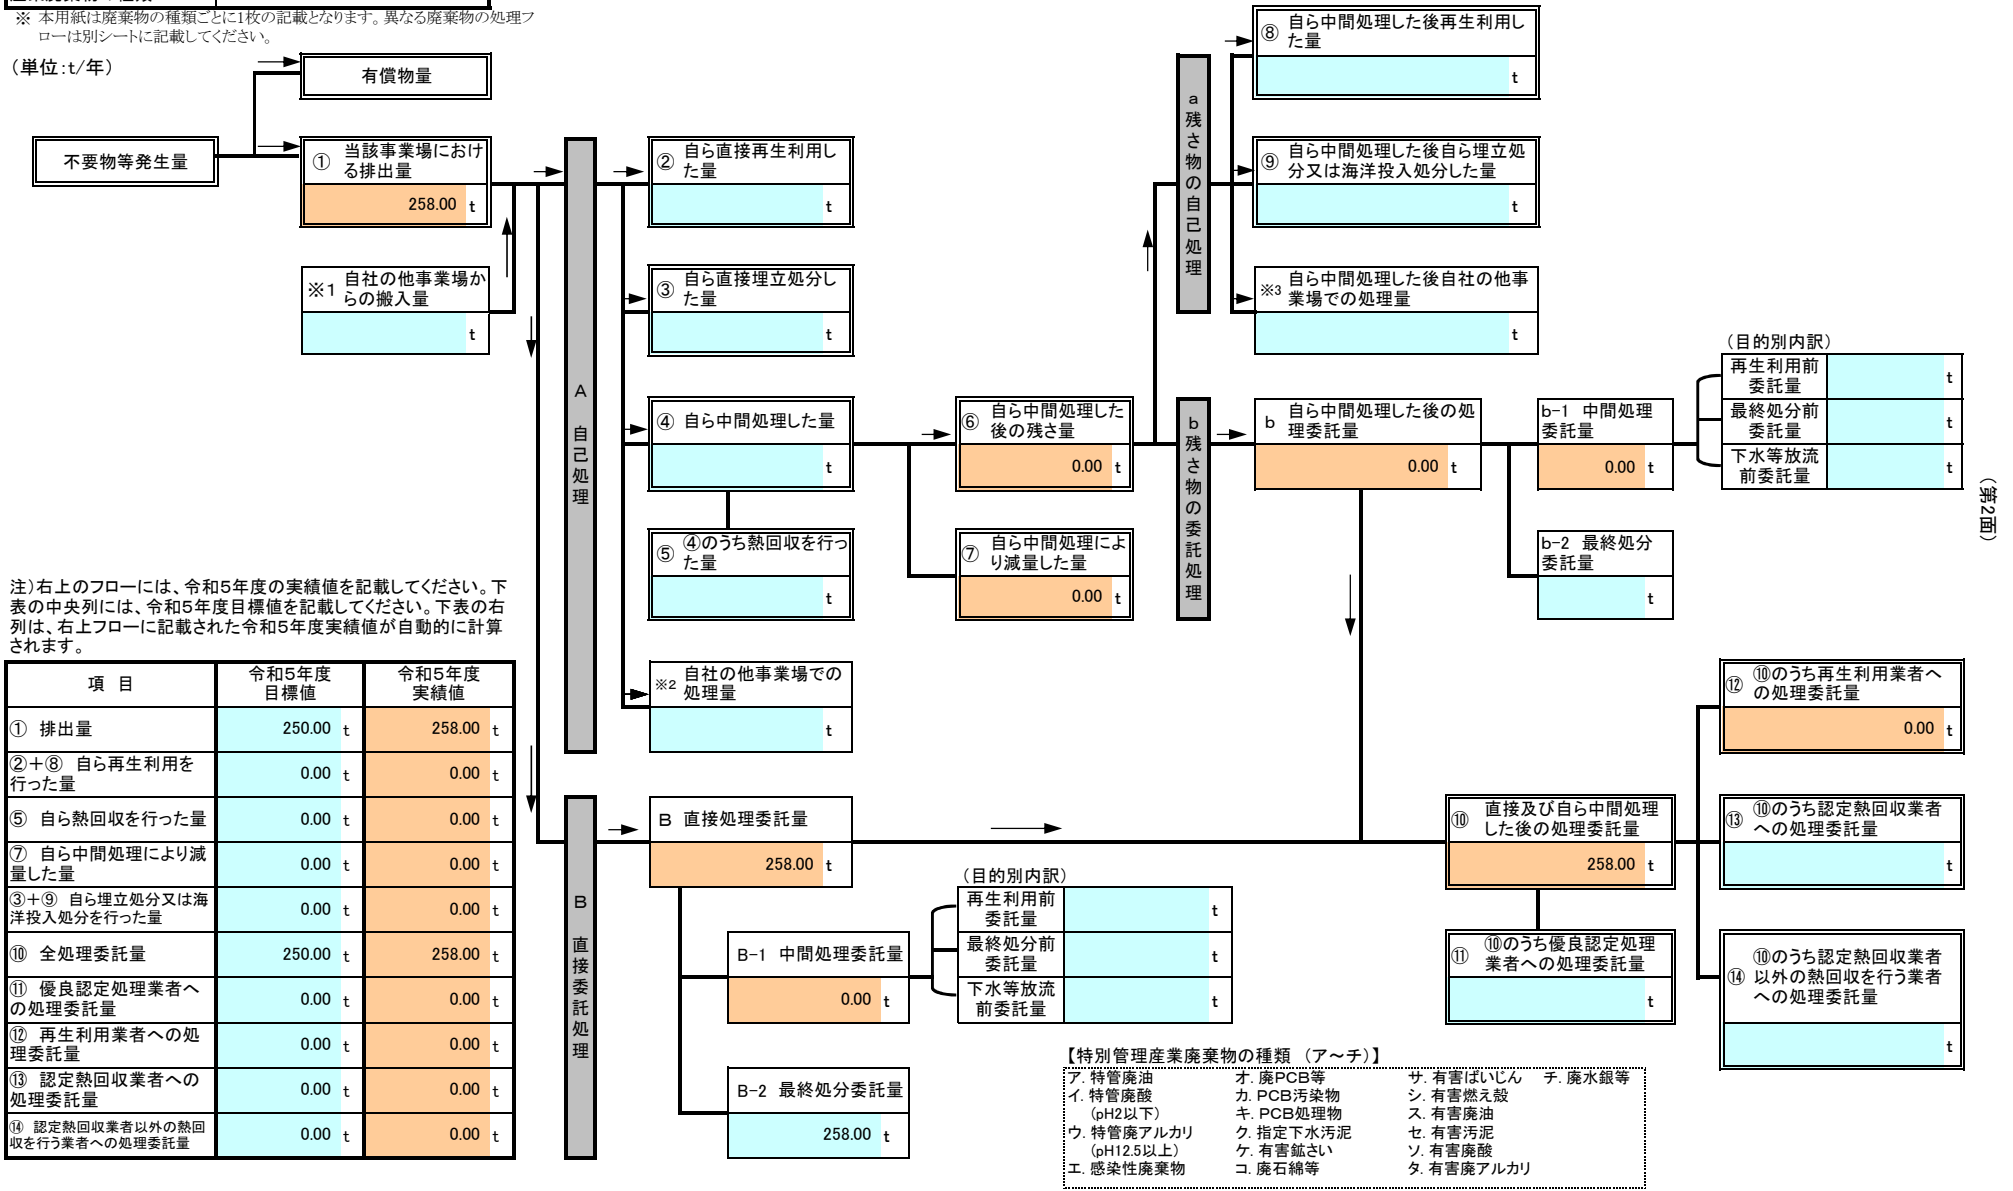 ※ 本用紙は廃棄物の種類ごとに1枚の記載となります。異なる廃棄物の処理フ
ローは別シートに記載してください。
（単位：t/年）
有償物量
不要物等発生量
① 当該事業場におけ
る排出量
258.00 t
※1 自社の他事業場か
らの搬入量
t
A 自己処理
② 自ら直接再生利用し
た量
t
③ 自ら直接埋立処分し
た量
t
④ 自ら中間処理した量
t
⑤ ④のうち熱回収を行っ
た量
t
※2 自社の他事業場での
処理量
t
⑥ 自ら中間処理した
後の残さ量
0.00 t
⑦ 自ら中間処理によ
り減量した量
0.00 t
a 残さ物の自己処理
⑧ 自ら中間処理した後再生利用し
た量
t
⑨ 自ら中間処理した後自ら埋立処
分又は海洋投入処分した量
t
※3 自ら中間処理した後自社の他事
業場での処理量
t
b 残さ物の委託処理
b 自ら中間処理した後の処
理委託量
0.00 t
b-1 中間処理
委託量
0.00 t
b-2 最終処分
委託量
t
（目的別内訳）
再生利用前
委託量
t
最終処分前
委託量
t
下水等放流
前委託量
t
（第2面）
注）右上のフローには、令和5年度の実績値を記載してください。下
表の中央列には、令和5年度目標値を記載してください。下表の右
列は、右上フローに記載された令和5年度実績値が自動的に計算
されます。
項 目 令和5年度 目標値 令和5年度 実績値
① 排出量 250.00 t 258.00 t
②＋⑧ 自ら再生利用を
行った量 0.00 t 0.00 t
⑤ 自ら熱回収を行った量 0.00 t 0.00 t
⑦ 自ら中間処理により減
量した量 0.00 t 0.00 t
③＋⑨ 自ら埋立処分又は海
洋投入処分を行った量 0.00 t 0.00 t
⑩ 全処理委託量 250.00 t 258.00 t
⑪ 優良認定処理業者へ
の処理委託量 0.00 t 0.00 t
⑫ 再生利用業者への処
理委託量 0.00 t 0.00 t
⑬ 認定熱回収業者への
処理委託量 0.00 t 0.00 t
⑭ 認定熱回収業者以外の熱回
収を行う業者への処理委託量 0.00 t 0.00 t
B 直接委託処理
B 直接処理委託量
258.00 t
B-1 中間処理委託量
0.00 t
B-2 最終処分委託量
258.00 t
（目的別内訳）
再生利用前
委託量
t
最終処分前
委託量
t
下水等放流
前委託量
t
⑩ 直接及び自ら中間処理
した後の処理委託量
258.00 t
⑪ ⑩のうち優良認定処理
業者への処理委託量
t
⑫ ⑩のうち再生利用業者へ
の処理委託量
0.00 t
⑬ ⑩のうち認定熱回収業者
への処理委託量
t
⑭ ⑩のうち認定熱回収業者
以外の熱回収を行う業者
への処理委託量
t
【特別管理産業廃棄物の種類 （ア～チ）】
ア．特管廃油 オ．廃PCB等 サ．有害ばいじん チ．廃水銀等
イ．特管廃酸 カ．PCB汚染物 シ．有害燃え殻
（pH2以下） キ．PCB処理物 ス．有害廃油
ウ．特管廃アルカリ ク．指定下水汚泥 セ．有害汚泥
（pH12.5以上） ケ．有害鉱さい ソ．有害廃酸
エ．感染性廃棄物 コ．廃石綿等 タ．有害廃アルカリ